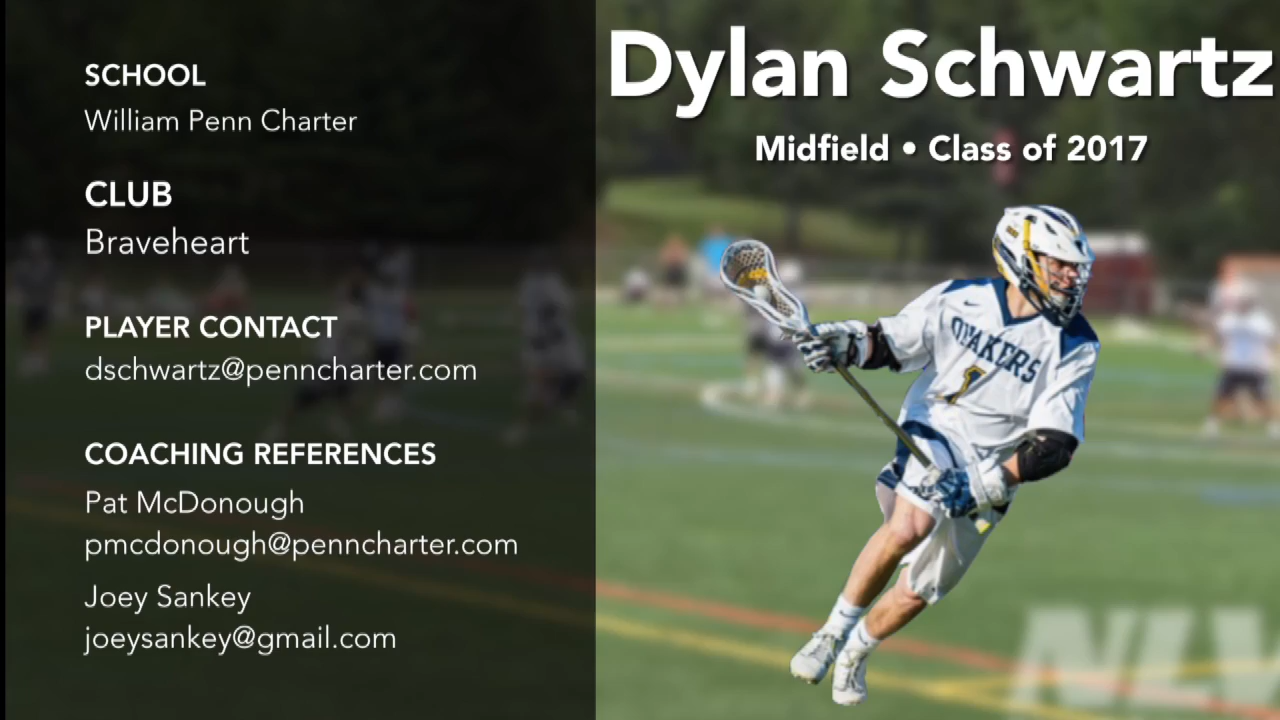 SCHOOL
William Penn Charter
CLUB
Braveheart
PLAYER CONTACT
dschwartz@penncharter.com
COACHING REFERENCES
Pat McDonough
pmcdonough@penncharter.com
Joey Sankey
joeysankey@gmail.com
Dylan Schwartz
Midfield • Class of 2017
QUAKERS
1
NLV